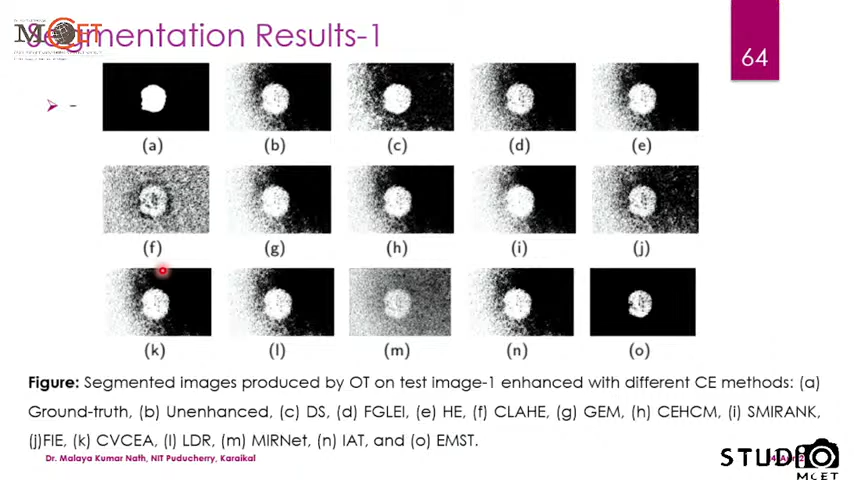 Segmentation Results-1
64
(a) (b) (c) (d) (e)
(f) (g) (h) (i) (j)
(k) (l) (m) (n) (o)
Figure: Segmented images produced by OT on test image-1 enhanced with different CE methods: (a)
Ground-truth, (b) Unenhanced, (c) DS, (d) FGLEI, (e) HE, (f) CLAHE, (g) GEM, (h) CEHCM, (i) SMIRANK,
(j)FIE, (k) CVCEA, (l) LDR, (m) MIRNet, (n) IAT, and (o) EMST.
Dr. Malaya Kumar Nath, NIT Puducherry, Karaikal
STUDIO
MCET